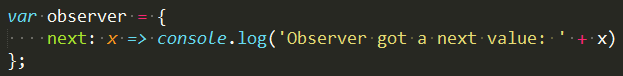 var observer = {
    next: x => console.log('Observer got a next value: ' + x)
};